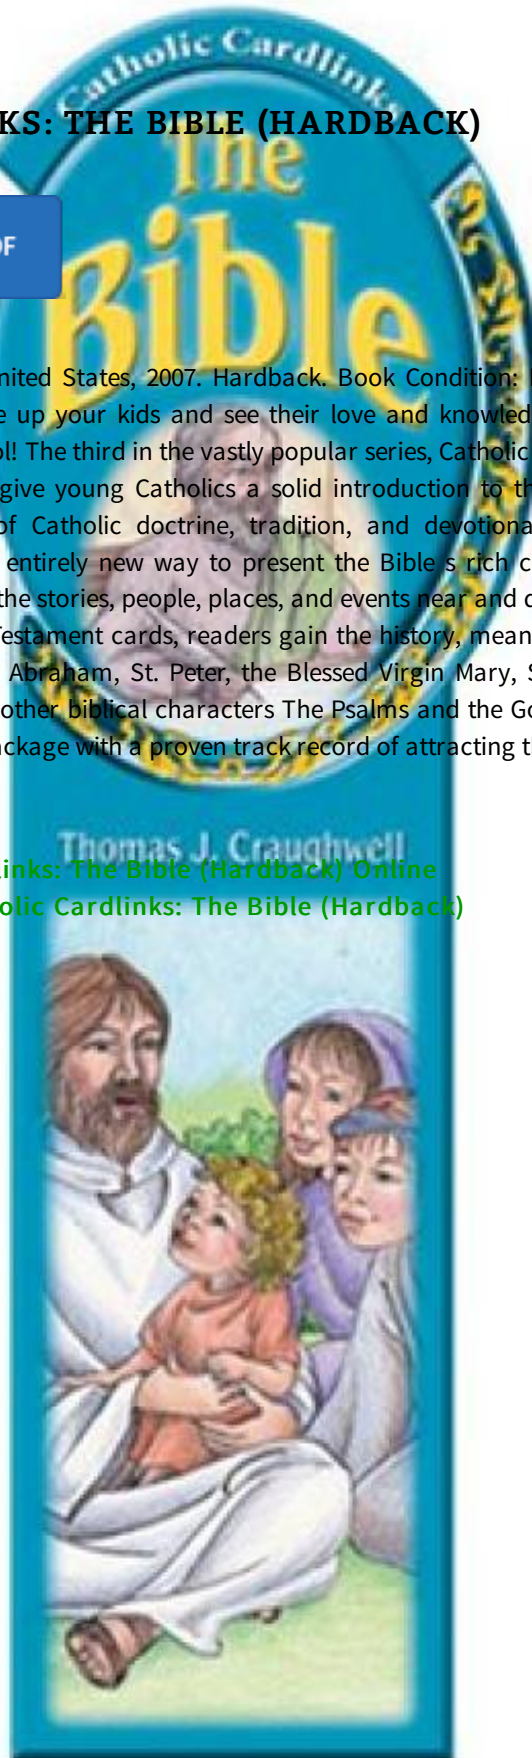 Catholic Cardlinks
KS: THE BIBLE (HARDBACK)
The
Bible
nited States, 2007. Hardback. Book Condition:
e up your kids and see their love and knowled
ol! The third in the vastly popular series, Catholic
give young Catholics a solid introduction to th
of Catholic doctrine, tradition, and devotiona
entirely new way to present the Bible s rich c
the stories, people, places, and events near and d
Testament cards, readers gain the history, mean
Abraham, St. Peter, the Blessed Virgin Mary, S
other biblical characters The Psalms and the Go
ackage with a proven track record of attracting t
Thomas J. Craughwell
links: The Bible (Hardback) Online
olic Cardlinks: The Bible (Hardback)